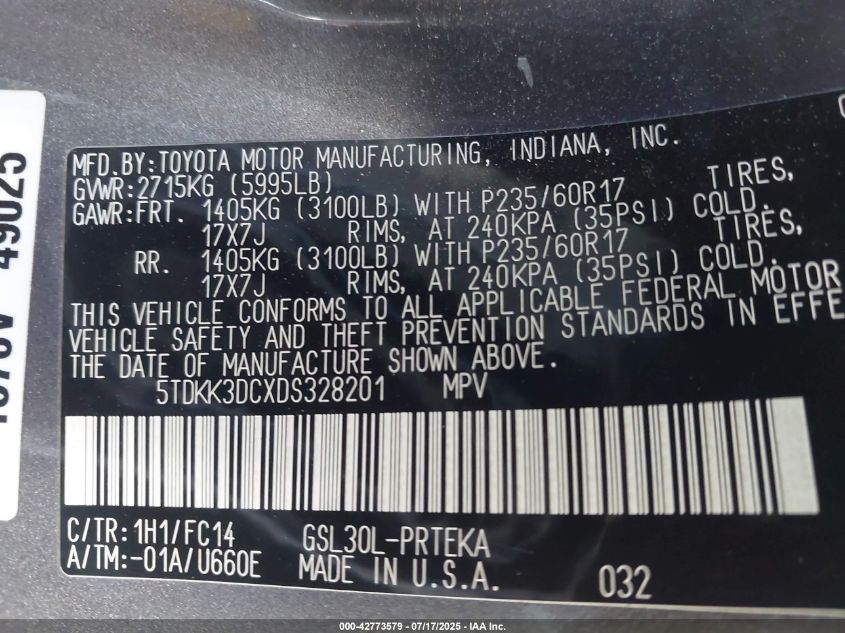 49025
MFD.BY:TOYOTA MOTOR MANUFACTURING, INDIANA, INC.
GVWR:2715KG (5995LB)
GAWR:FRT. 1405KG (3100LB) WITH P235/60R17 TIRES,
17X7J RIMS, AT 240KPA (35PSI) COLD.
RR. 1405KG (3100LB) WITH P235/60R17 TIRES,
17X7J RIMS, AT 240KPA (35PSI) COLD.
THIS VEHICLE CONFORMS TO ALL APPLICABLE FEDERAL MOTOR
VEHICLE SAFETY AND THEFT PREVENTION STANDARDS IN EFFE
THE DATE OF MANUFACTURE SHOWN ABOVE.
5TDKK3DCXDS328201 MPV
C/TR:1H1/FC14 GSL30L-PRTEKA
A/TM:-01A/U660E MADE IN U.S.A. 032
000-42773579 - 07/17/2025 - IAA Inc.